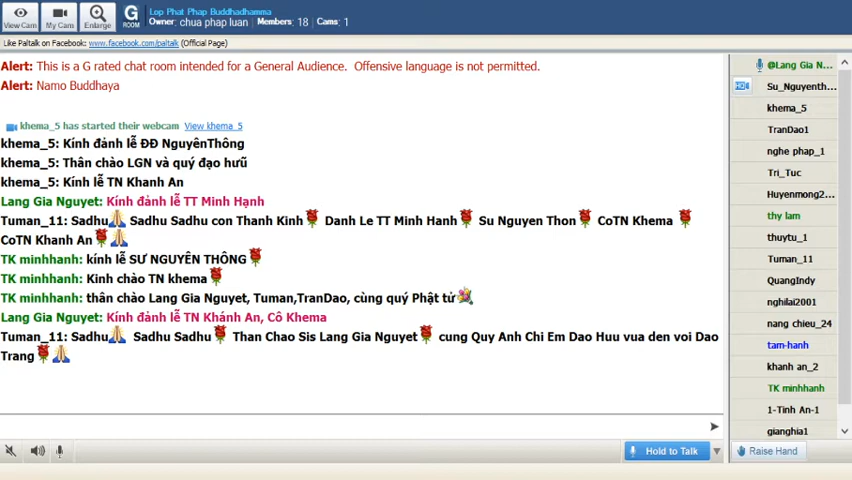 View Cam
My Cam
Enlarge
G
ROOM
Lop Phat Phap Buddhadhamma
Owner: chua phap luan Members: 18 Cams: 1
Like Paltalk on Facebook: www.facebook.com/paltalk (Official Page)
Alert: This is a G rated chat room intended for a General Audience. Offensive language is not permitted.
Alert: Namo Buddhaya
khema_5 has started their webcam View khema_5
khema_5: Kính đảnh lễ ĐĐ NguyênThông
khema_5: Thân chào LGN và quý đạo hưũ
khema_5: Kính lễ TN Khanh An
Lang Gia Nguyet: Kính đảnh lễ TT Minh Hạnh
Tuman_11: Sadhu Sadhu Sadhu con Thanh Kinh Danh Le TT Minh Hanh Su Nguyen Thon CoTN Khema
CoTN Khanh An
TK minhhanh: kính lễ SƯ NGUYÊN THÔNG
TK minhhanh: Kinh chào TN khema
TK minhhanh: thân chào Lang Gia Nguyet, Tuman,TranDao, cùng quý Phật tử
Lang Gia Nguyet: Kính đảnh lễ TN Khánh An, Cô Khema
Tuman_11: Sadhu Sadhu Sadhu Than Chao Sis Lang Gia Nguyet cung Quy Anh Chi Em Dao Huu vua den voi Dao
Trang
Hold to Talk
@Lang Gia N...
HD
Su_Nguyenth...
khema_5
TranDao1
nghe phap_1
Tri_Tuc
Huyenmong2...
thy lam
thuytu_1
Tuman_11
QuangIndy
nghilai2001
nang chieu_24
tam-hanh
khanh an_2
TK minhhanh
1-Tinh An-1
gianghia1
Raise Hand